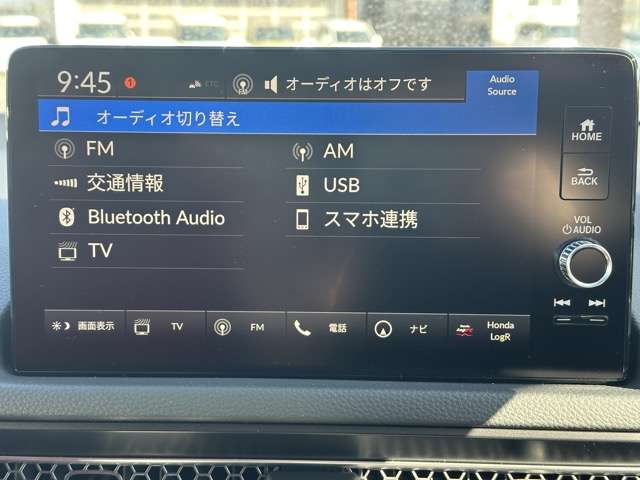 9:45 1 ETC FM オーディオはオフです Audio Source
オーディオ切り替え
HOME
FM AM
交通情報 USB
BACK
Bluetooth Audio スマホ連携
VOL
AUDIO
TV
画面表示 TV FM 電話 ナビ Honda LogR